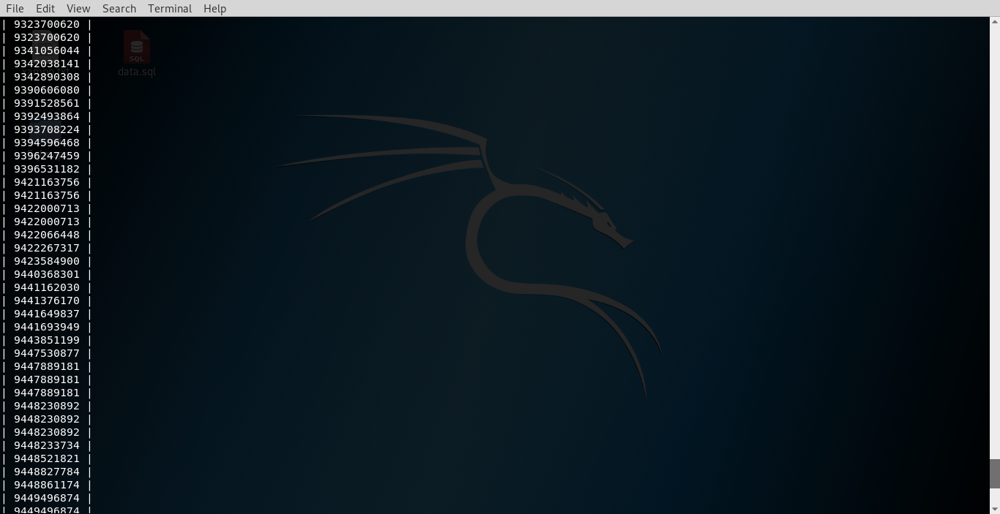 File Edit View Search Terminal Help
| 9323700620 |
| 9323700620 |
| 9341056044 |
| 9342038141 |
| 9342890308 |
| 9390606080 |
| 9391528561 |
| 9392493864 |
| 9393708224 |
| 9394596468 |
| 9396247459 |
| 9396531182 |
| 9421163756 |
| 9421163756 |
| 9422000713 |
| 9422000713 |
| 9422066448 |
| 9422267317 |
| 9423584900 |
| 9440368301 |
| 9441162030 |
| 9441376170 |
| 9441649837 |
| 9441693949 |
| 9443851199 |
| 9447530877 |
| 9447889181 |
| 9447889181 |
| 9447889181 |
| 9448230892 |
| 9448230892 |
| 9448230892 |
| 9448233734 |
| 9448521821 |
| 9448827784 |
| 9448861174 |
| 9449496874 |
| 9449496874 |
SQL
data.sql